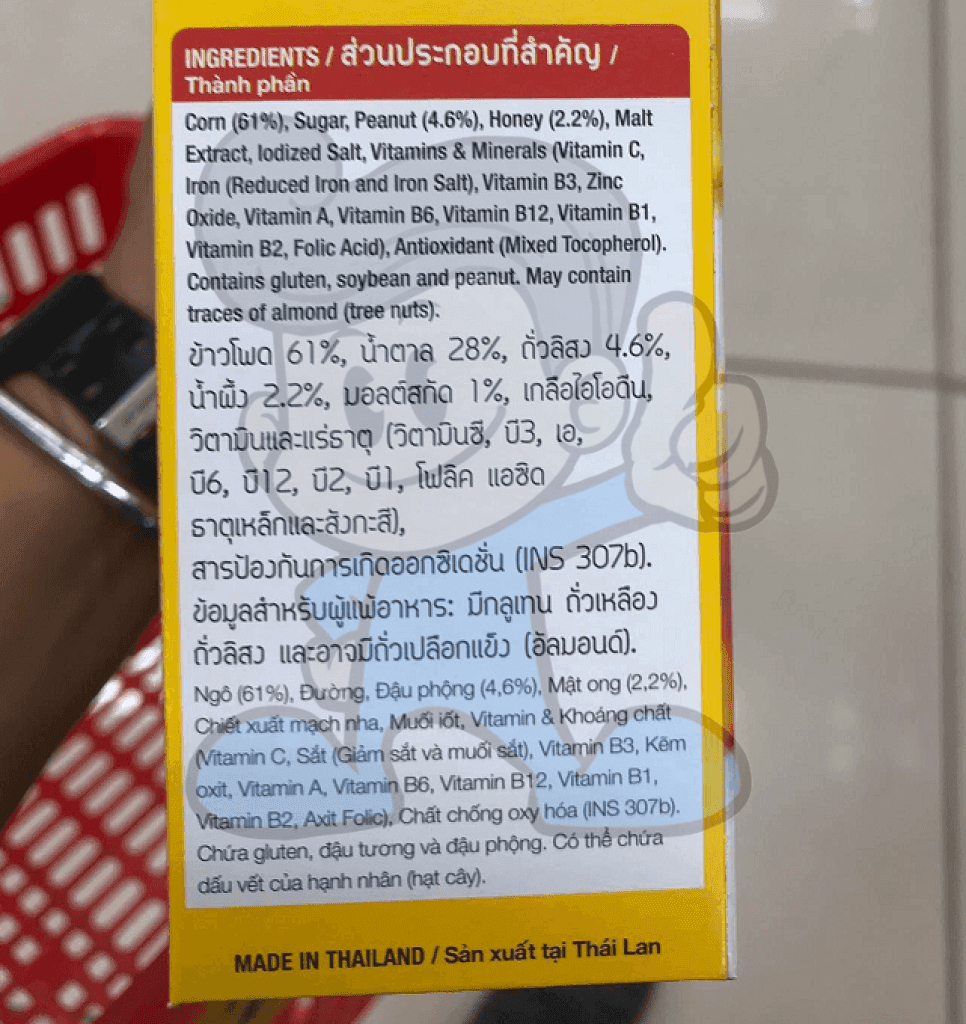 INGREDIENTS / ส่วนประกอบที่สำคัญ /
Thành phần
Corn (61%), Sugar, Peanut (4.6%), Honey (2.2%), Malt
Extract, Iodized Salt, Vitamins & Minerals (Vitamin C,
Iron (Reduced Iron and Iron Salt), Vitamin B3, Zinc
Oxide, Vitamin A, Vitamin B6, Vitamin B12, Vitamin B1,
Vitamin B2, Folic Acid), Antioxidant (Mixed Tocopherol).
Contains gluten, soybean and peanut. May contain
traces of almond (tree nuts).
ข้าวโพด 61%, น้ำตาล 28%, ถั่วลิสง 4.6%,
น้ำผึ้ง 2.2%, มอลต์สกัด 1%, เกลือไอโอดีน,
วิตามินและแร่ธาตุ (วิตามินซี, บี3, เอ,
บี6, บี12, บี2, บี1, โฟลิค แอซิด
ธาตุเหล็กและสังกะสี),
สารป้องกันการเกิดออกซิเดชั่น (INS 307b).
ข้อมูลสำหรับผู้แพ้อาหาร: มีกลูเทน ถั่วเหลือง
ถั่วลิสง และอาจมีถั่วเปลือกแข็ง (อัลมอนด์).
Ngô (61%), Đường, Đậu phộng (4,6%), Mật ong (2,2%),
Chiết xuất mạch nha, Muối iốt, Vitamin & Khoáng chất
(Vitamin C, Sắt (Giảm sắt và muối sắt), Vitamin B3, Kẽm
oxit, Vitamin A, Vitamin B6, Vitamin B12, Vitamin B1,
Vitamin B2, Axit Folic), Chất chống oxy hóa (INS 307b).
Chứa gluten, đậu tương và đậu phộng. Có thể chứa
dấu vết của hạnh nhân (hạt cây).
MADE IN THAILAND / Sản xuất tại Thái Lan